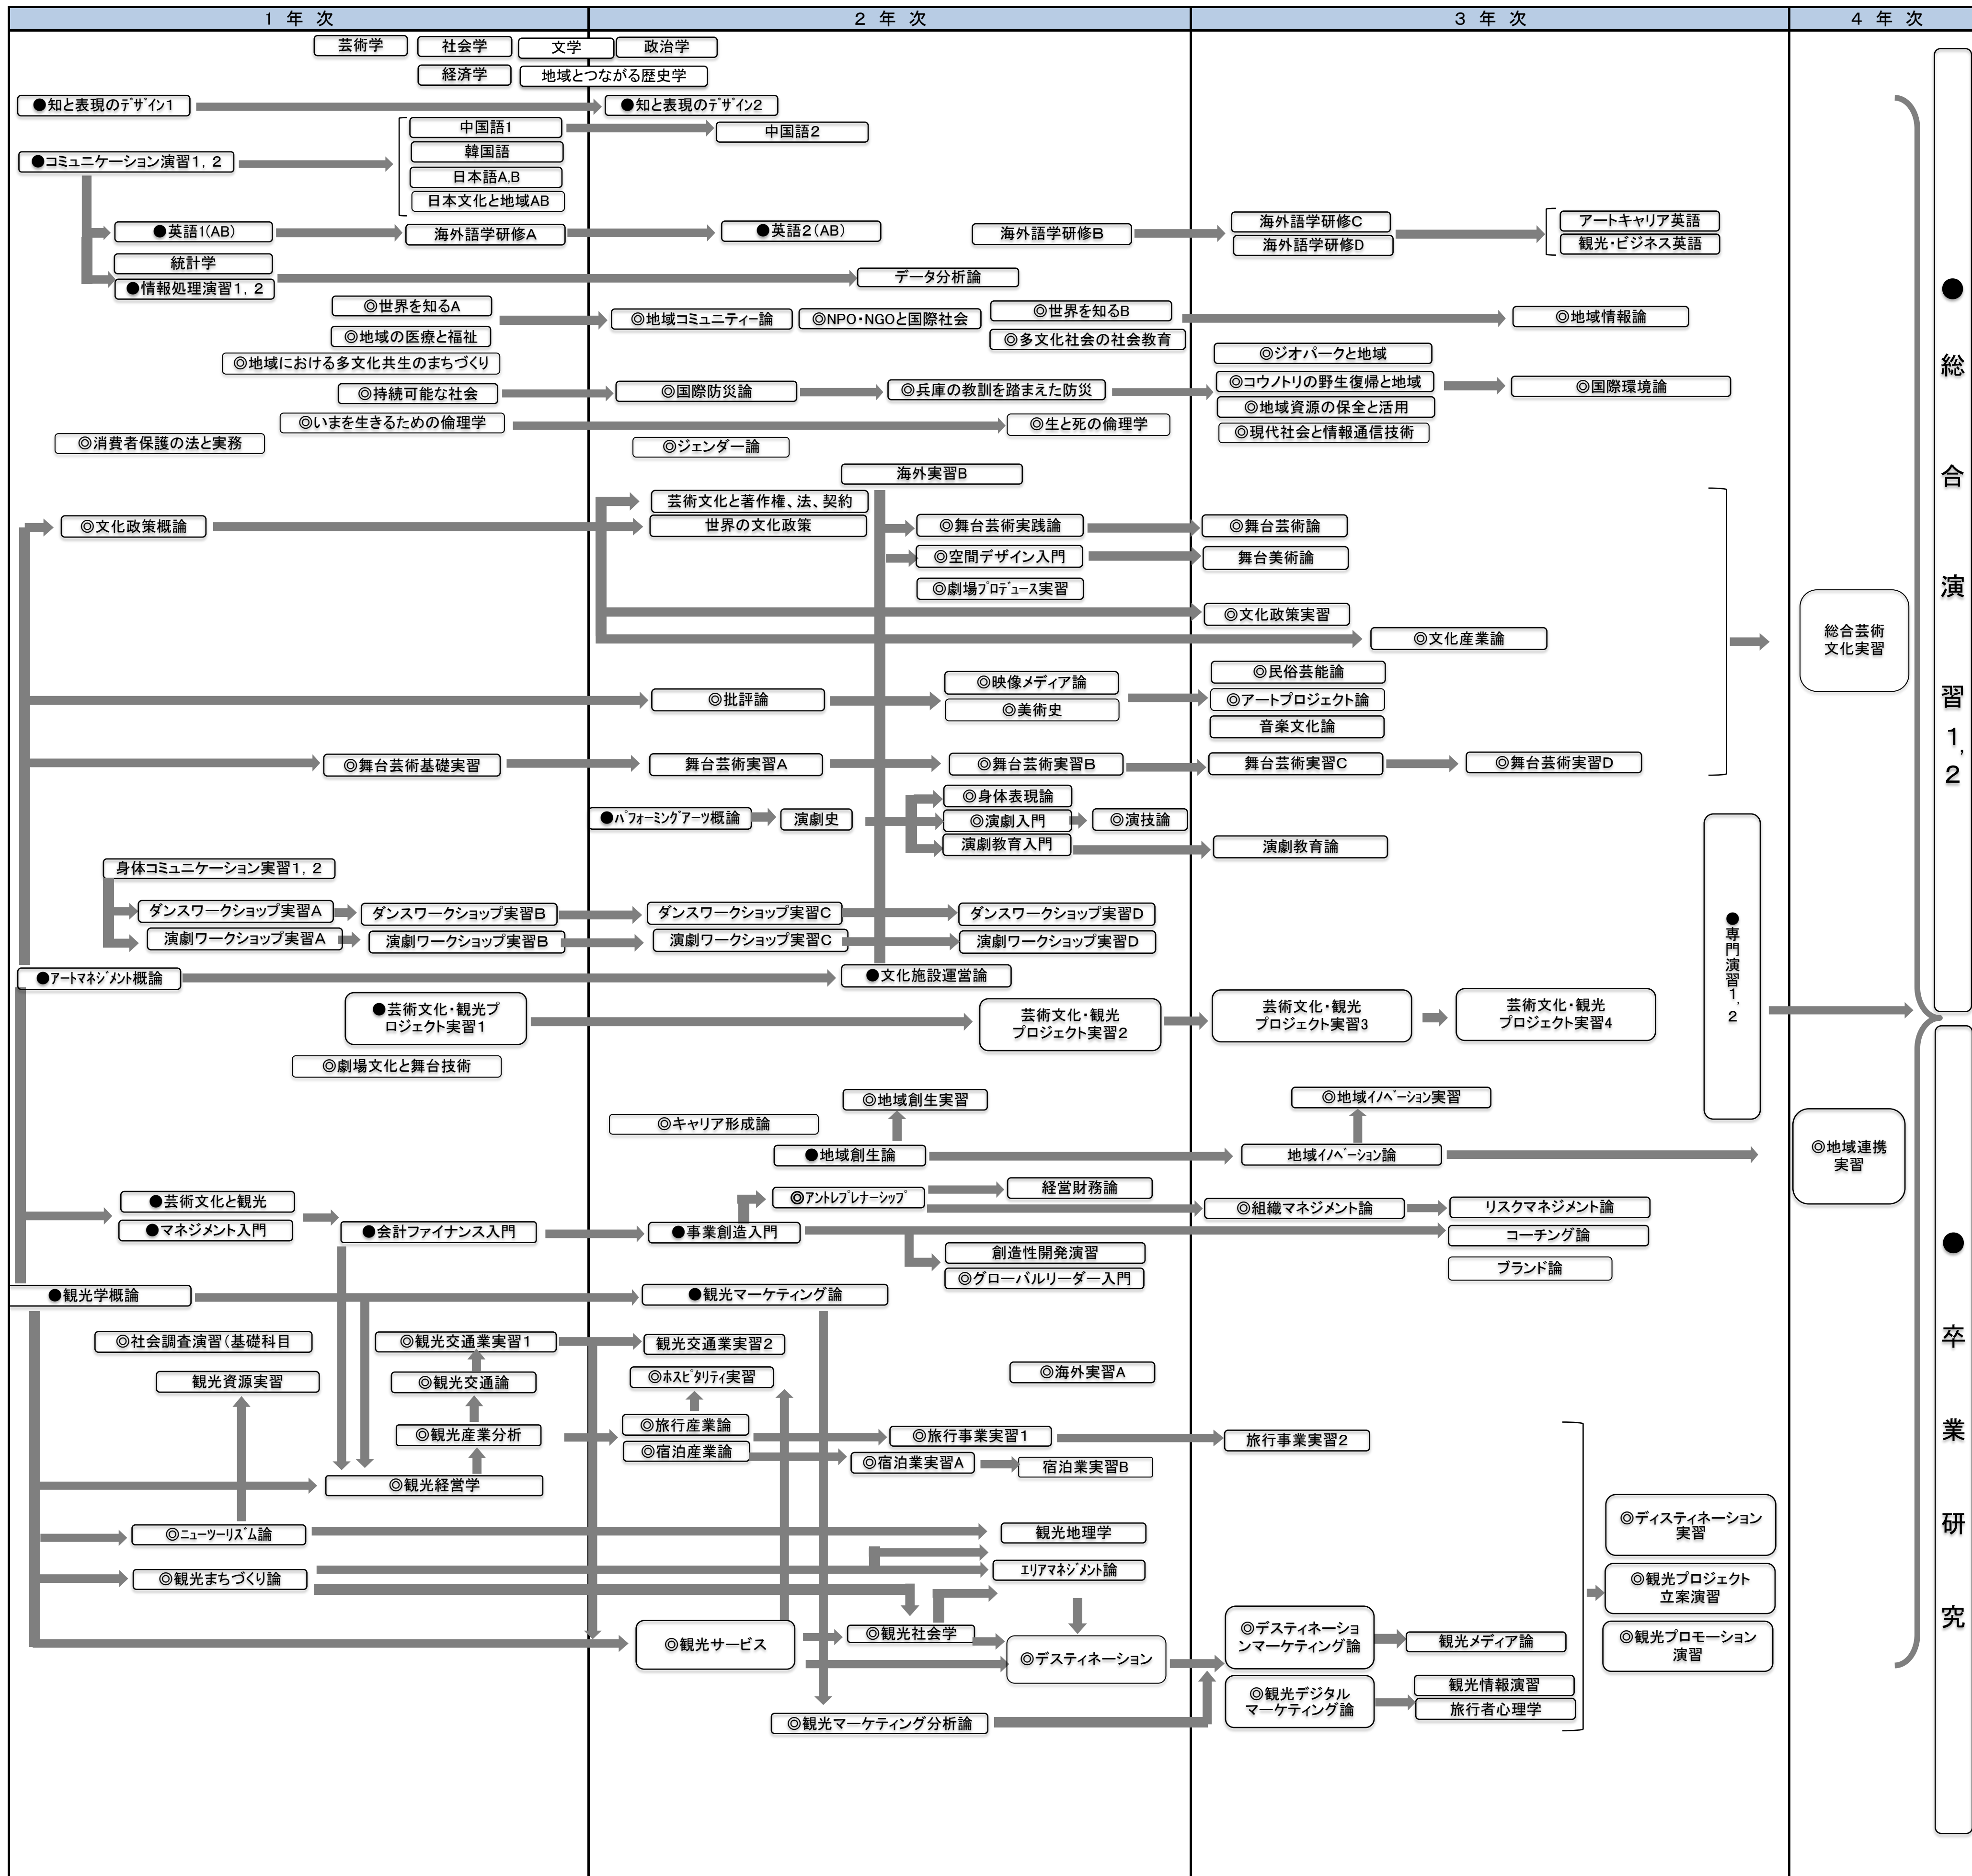 1 年 次
2 年 次
3 年 次
4 年 次
芸術学
社会学
文学
政治学
経済学
地域とつながる歴史学
●知と表現のデザイン1
●知と表現のデザイン2
中国語1
中国語2
韓国語
●コミュニケーション演習1，2
日本語A,B
日本文化と地域AB
●英語1(AB)
海外語学研修A
●英語2（AB）
海外語学研修B
海外語学研修C
海外語学研修D
アートキャリア英語
観光・ビジネス英語
統計学
●情報処理演習1，2
データ分析論
◎世界を知るA
◎地域の医療と福祉
◎地域における多文化共生のまちづくり
◎地域コミュニティー論
◎NPO・NGOと国際社会
◎世界を知るB
◎多文化社会の社会教育
◎地域情報論
◎持続可能な社会
◎国際防災論
◎兵庫の教訓を踏まえた防災
◎ジオパークと地域
◎コウノトリの野生復帰と地域
◎地域資源の保全と活用
◎現代社会と情報通信技術
◎国際環境論
◎いまを生きるための倫理学
◎生と死の倫理学
◎消費者保護の法と実務
◎ジェンダー論
海外実習B
芸術文化と著作権、法、契約
世界の文化政策
◎文化政策概論
◎舞台芸術実践論
◎舞台芸術論
◎空間デザイン入門
舞台美術論
◎劇場プロデュース実習
◎文化政策実習
◎文化産業論
総合芸術
文化実習
◎批評論
◎映像メディア論
◎美術史
◎民俗芸能論
◎アートプロジェクト論
音楽文化論
◎舞台芸術基礎実習
舞台芸術実習A
◎舞台芸術実習B
舞台芸術実習C
◎舞台芸術実習D
●パフォーミングアーツ概論
演劇史
◎身体表現論
◎演劇入門
◎演技論
演劇教育入門
演劇教育論
身体コミュニケーション実習1，2
ダンスワークショップ実習A
ダンスワークショップ実習B
ダンスワークショップ実習C
ダンスワークショップ実習D
演劇ワークショップ実習A
演劇ワークショップ実習B
演劇ワークショップ実習C
演劇ワークショップ実習D
●アートマネジメント概論
●文化施設運営論
●専門演習1，2
●芸術文化・観光プ
ロジェクト実習1
芸術文化・観光
プロジェクト実習2
芸術文化・観光
プロジェクト実習3
芸術文化・観光
プロジェクト実習4
◎劇場文化と舞台技術
◎キャリア形成論
◎地域創生実習
●地域創生論
◎地域イノベーション実習
地域イノベーション論
◎地域連携
実習
●芸術文化と観光
●マネジメント入門
●会計ファイナンス入門
●事業創造入門
◎アントレプレナーシップ
経営財務論
◎組織マネジメント論
リスクマネジメント論
コーチング論
ブランド論
創造性開発演習
◎グローバルリーダー入門
●観光学概論
●観光マーケティング論
◎社会調査演習（基礎科目
◎観光交通業実習1
観光交通業実習2
観光資源実習
◎観光交通論
◎ホスピタリティ実習
◎海外実習A
◎観光産業分析
◎旅行産業論
◎宿泊産業論
◎旅行事業実習1
旅行事業実習2
◎宿泊業実習A
宿泊業実習B
◎観光経営学
◎ニューツーリズム論
観光地理学
◎観光まちづくり論
エリアマネジメント論
◎観光サービス
◎観光社会学
◎デスティネーション
◎デスティネーショ
ンマーケティング論
観光メディア論
◎観光デジタル
マーケティング論
観光情報演習
旅行者心理学
◎観光マーケティング分析論
◎ディスティネーション
実習
◎観光プロジェクト
立案演習
◎観光プロモーション
演習
●総合演習1，2
●卒業研究